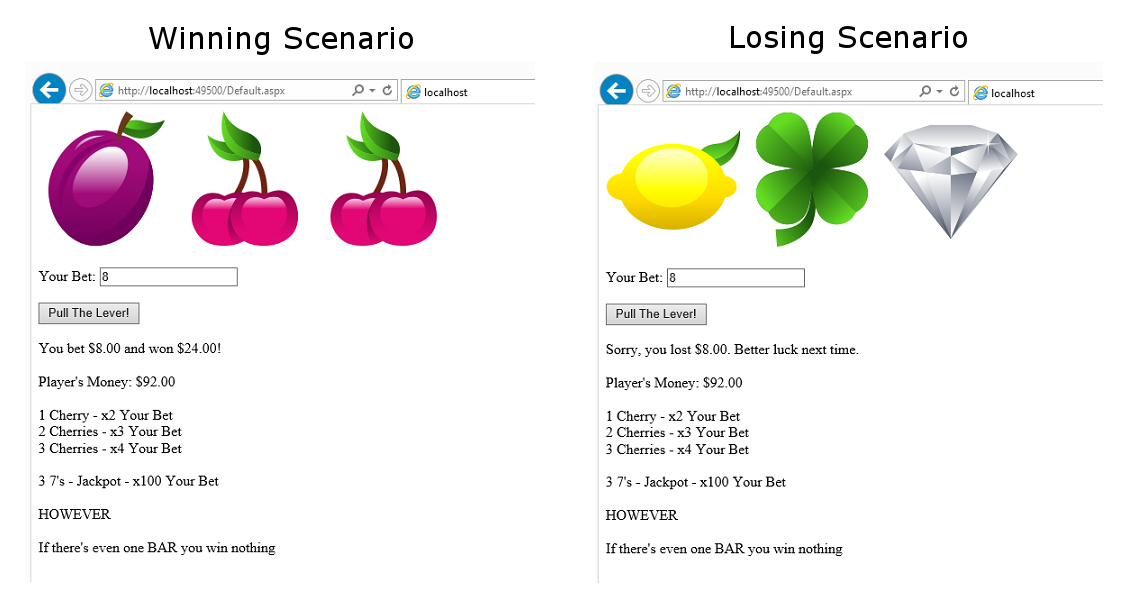 Winning Scenario
http://localhost:49500/Default.aspx
localhost
Your Bet: 8
Pull The Lever!
You bet $8.00 and won $24.00!
Player's Money: $92.00
1 Cherry - x2 Your Bet
2 Cherries - x3 Your Bet
3 Cherries - x4 Your Bet
3 7's - Jackpot - x100 Your Bet
HOWEVER
If there's even one BAR you win nothing
Losing Scenario
http://localhost:49500/Default.aspx
localhost
Your Bet: 8
Pull The Lever!
Sorry, you lost $8.00. Better luck next time.
Player's Money: $92.00
1 Cherry - x2 Your Bet
2 Cherries - x3 Your Bet
3 Cherries - x4 Your Bet
3 7's - Jackpot - x100 Your Bet
HOWEVER
If there's even one BAR you win nothing